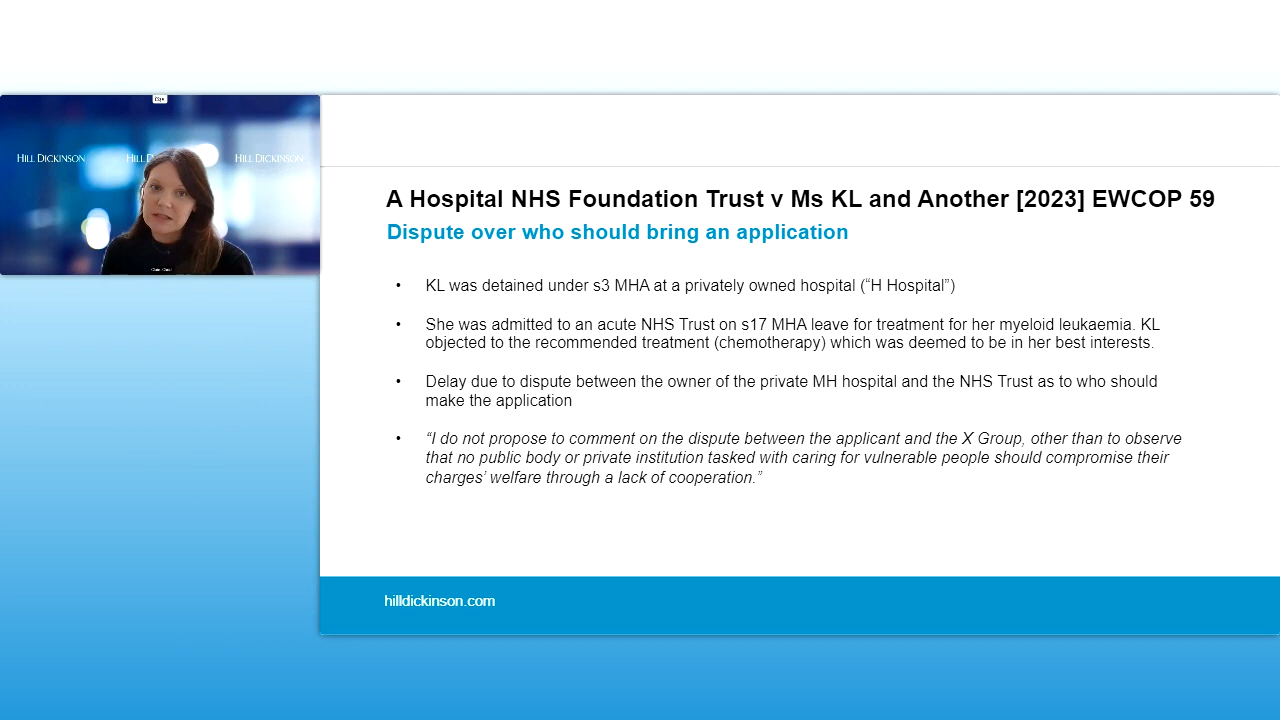 HILL DICKINSON
HILL D
HILL DICKINSON
A Hospital NHS Foundation Trust v Ms KL and Another [2023] EWCOP 59
Dispute over who should bring an application
• KL was detained under s3 MHA at a privately owned hospital (“H Hospital”)
• She was admitted to an acute NHS Trust on s17 MHA leave for treatment for her myeloid leukaemia. KL
objected to the recommended treatment (chemotherapy) which was deemed to be in her best interests.
• Delay due to dispute between the owner of the private MH hospital and the NHS Trust as to who should
make the application
• “I do not propose to comment on the dispute between the applicant and the X Group, other than to observe
that no public body or private institution tasked with caring for vulnerable people should compromise their
charges’ welfare through a lack of cooperation.”
hilldickinson.com